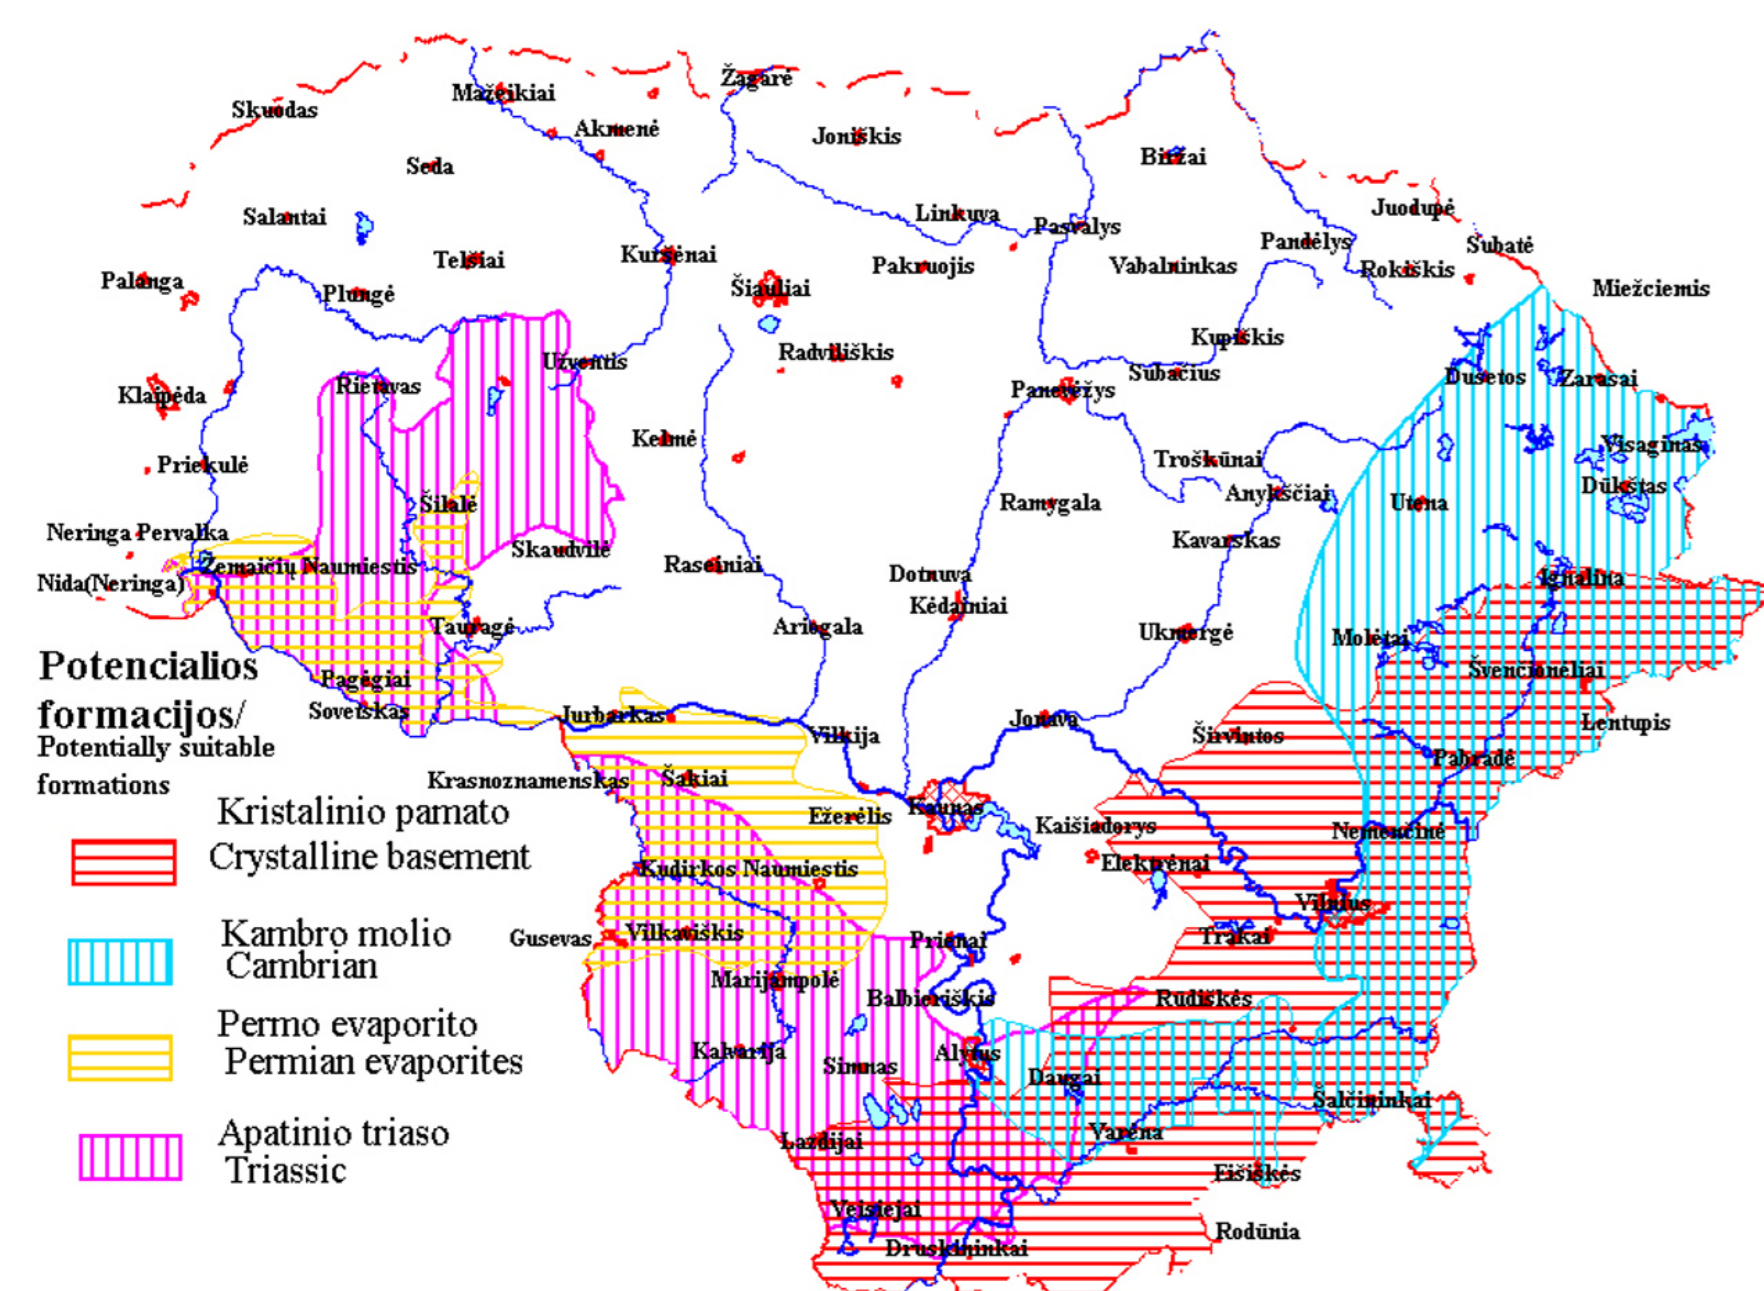 Žagarė
Mažeikiai
Skuodas
Akmenė
Joniškis
Biržai
Seda
Juodupė
Salantai
Linkuva
Pasvalys
Pandėlys
Subatė
Kuršėnai
Telšiai
Pakruojis
Vabalninkas
Rokiškis
Palanga
Plungė
Šiauliai
Miežciemis
Kupiškis
Radviliškis
Užventis
Subačius
Dusetos
Zarasai
Rietavas
Panevėžys
Klaipėda
Kelmė
Visaginas
Priekulė
Troškūnai
Dūkštas
Anykščiai
Šilalė
Ramygala
Utena
Neringa Pervalka
Kavarskas
Skaudvilė
Žemaičių Naumiestis
Raseiniai
Dotnuva
Ignalina
Nida(Neringa)
Kėdainiai
Tauragė
Ariogala
Ukmergė
Molėtai
Švenčionėliai
Pagėgiai
Sovetskas
Jurbarkas
Jonava
Lentupis
Vilkija
Širvintos
Pabradė
Potencialios
formacijos/
Potentially suitable
formations
Krasnoznamenskas
Šakiai
Ežerėlis
Kaunas
Kaišiadorys
Nemenčinė
Elektrėnai
Kudirkos Naumiestis
Vilnius
Gusevas
Vilkaviškis
Prienai
Trakai
Marijampolė
Balbieriškis
Rūdiškės
Kalvarija
Simnas
Alytus
Daugai
Šalčininkai
Varėna
Lazdijai
Eišiškės
Veisiejai
Rodūnia
Druskininkai
Kristalinio pamato
Crystalline basement
Kambro molio
Cambrian
Permo evaporito
Permian evaporites
Apatinio triaso
Triassic